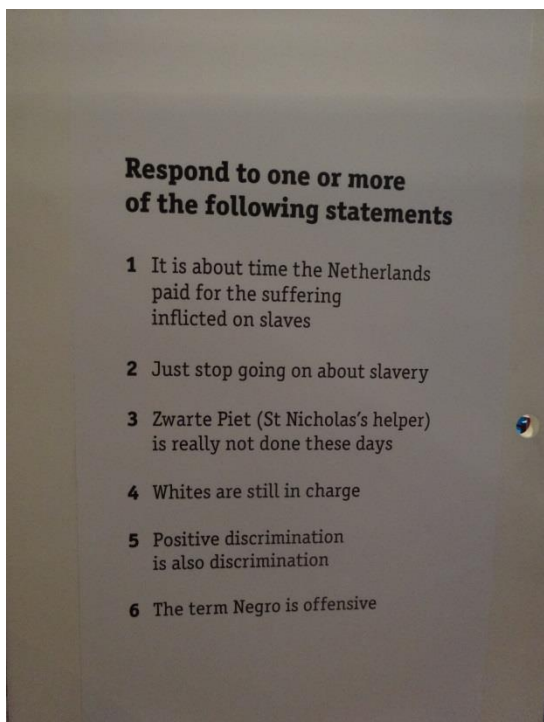 Respond to one or more
of the following statements
1 It is about time the Netherlands
paid for the suffering
inflicted on slaves
2 Just stop going on about slavery
3 Zwarte Piet (St Nicholas's helper)
is really not done these days
4 Whites are still in charge
5 Positive discrimination
is also discrimination
6 The term Negro is offensive